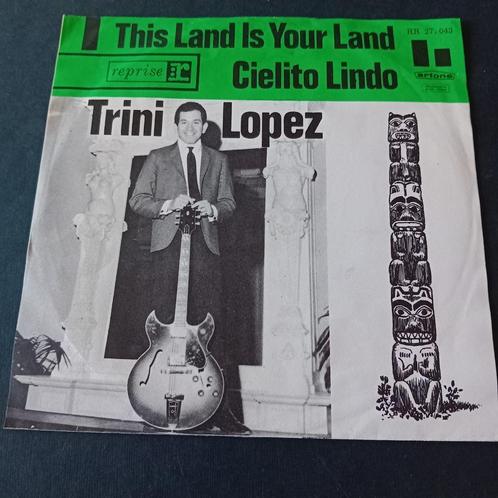 This Land Is Your Land
RR 27.043
reprise r:
Cielito Lindo
artone
Trini Lopez